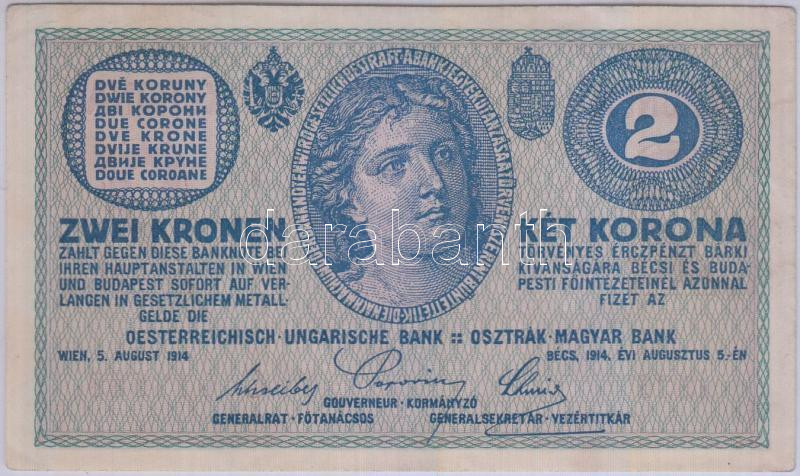 DVĚ KORUNY
DWIE KORONY
ДВІ КОРОНИ
DUE CORONE
DVE KRONE
DVIJE KRUNE
ДВИЈЕ КРУНЕ
DOUE COROANE
2
ZWEI KRONEN
ZAHLT GEGEN DIESE BANKNOTE BEI
IHREN HAUPTANSTALTEN IN WIEN
UND BUDAPEST SOFORT AUF VER-
LANGEN IN GESETZLICHEM METALL-
GELDE DIE
KÉT KORONA
TÖRVÉNYES ÉRCZPÉNZT BÁRKI
KIVÁNSÁGÁRA BÉCSI ÉS BUDA-
PESTI FŐINTÉZETEINÉL AZONNAL
FIZET AZ
darabanth
OESTERREICHISCH-UNGARISCHE BANK :: OSZTRÁK-MAGYAR BANK
WIEN, 5. AUGUST 1914
BÉCS, 1914. ÉVI AUGUSZTUS 5.-ÉN
GOUVERNEUR · KORMÁNYZÓ
GENERALRAT · FŐTANÁCSOS
GENERALSEKRETÄR · VEZÉRTITKÁR